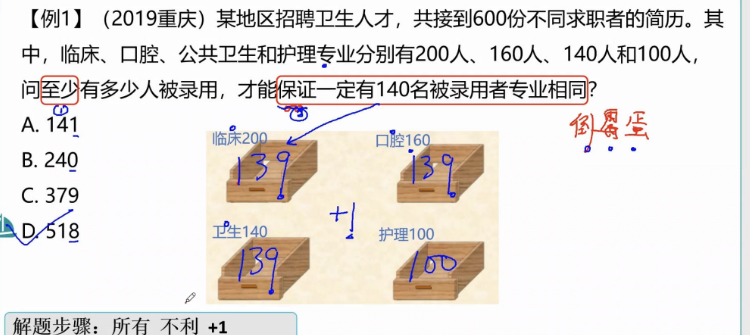 【例1】（2019重庆）某地区招聘卫生人才，共接到600份不同求职者的简历。其
中，临床、口腔、公共卫生和护理专业分别有200人、160人、140人和100人，
问至少有多少人被录用，才能保证一定有140名被录用者专业相同?
① ②
A. 141
B. 240
C. 379
D. 518
倒霉蛋
临床200 口腔160
139 139
+1
卫生140 护理100
139 100
解题步骤：所有 不利 +1